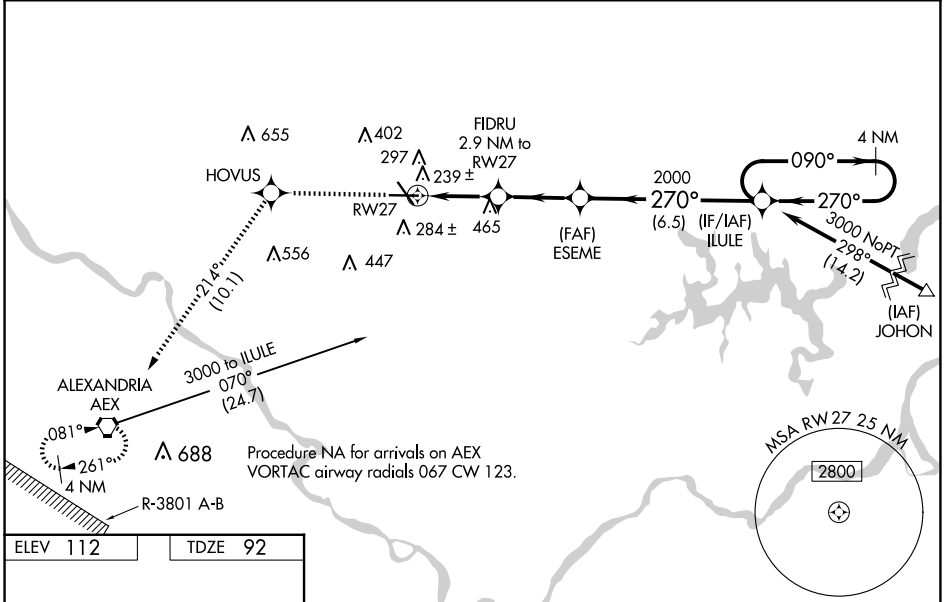 655
402
297
239 ±
FIDRU
2.9 NM to
RW27
4 NM
090°
HOVUS
RW27
2000
270°
(6.5)
270°
(IF/IAF)
ILULE
(FAF)
ESEME
284 ±
465
3000 NoPT
298°
(14.2)
(IAF)
JOHON
556
447
214°
(10.1)
3000 to ILULE
070°
(24.7)
ALEXANDRIA
AEX
081°
261°
4 NM
688
Procedure NA for arrivals on AEX
VORTAC airway radials 067 CW 123.
R-3801 A-B
MSA RW 27 25 NM
2800
ELEV 112
TDZE 92